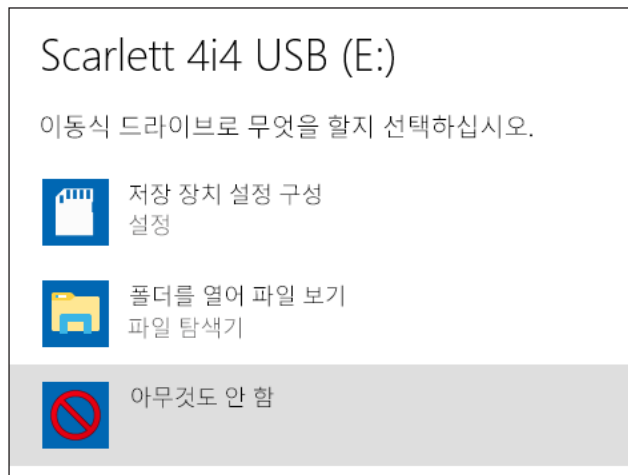 Scarlett 4i4 USB (E:)
이동식 드라이브로 무엇을 할지 선택하십시오.
저장 장치 설정 구성
설정
폴더를 열어 파일 보기
파일 탐색기
아무것도 안 함